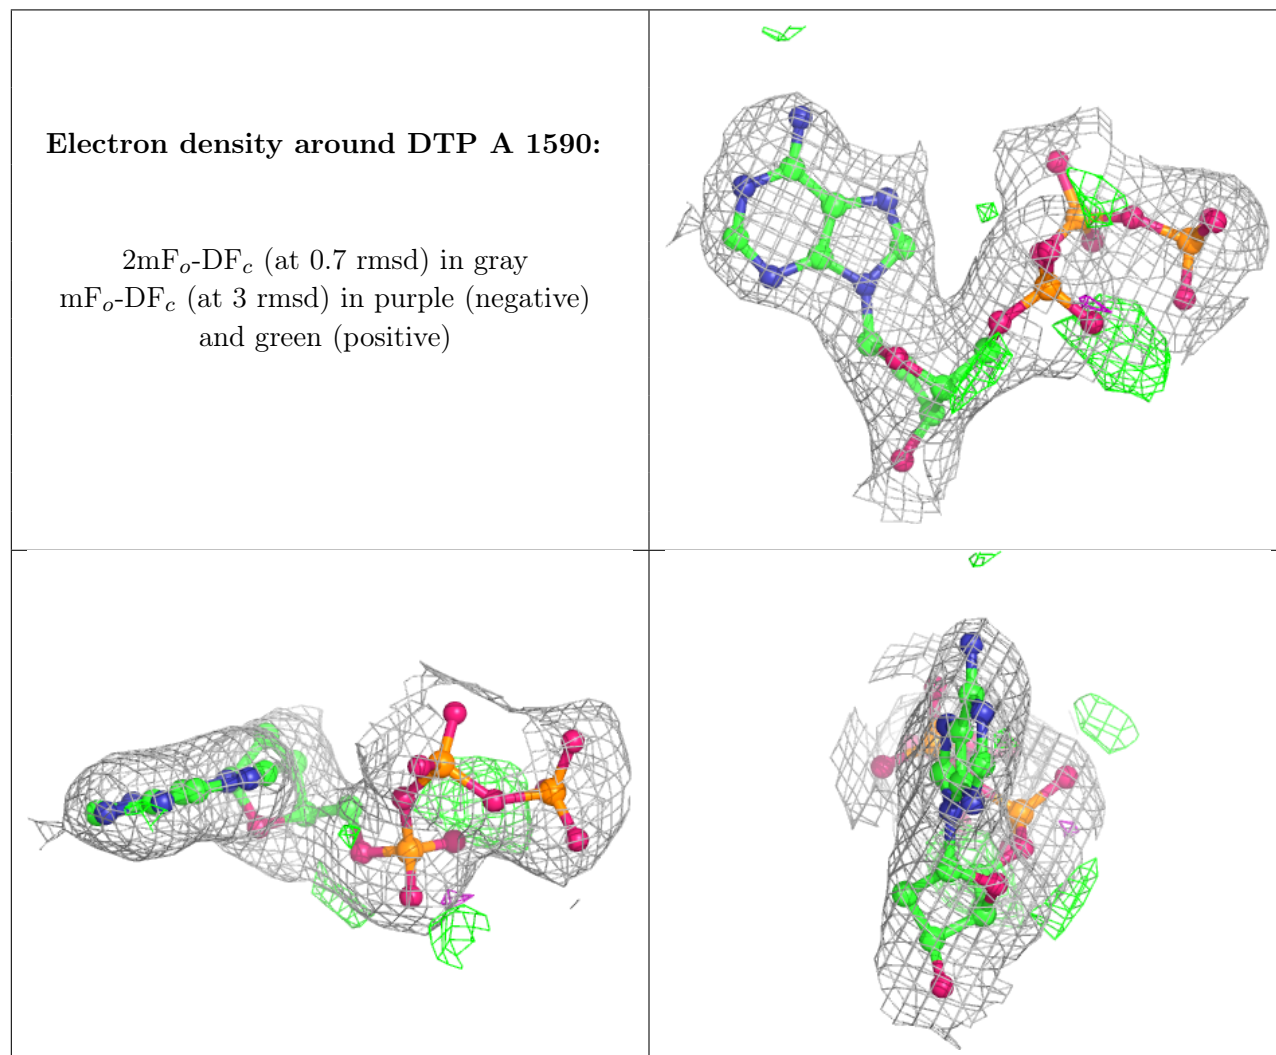 Electron density around DTP A 1590:
2mFₒ-DF𝒸 (at 0.7 rmsd) in gray
mFₒ-DF𝒸 (at 3 rmsd) in purple (negative)
and green (positive)